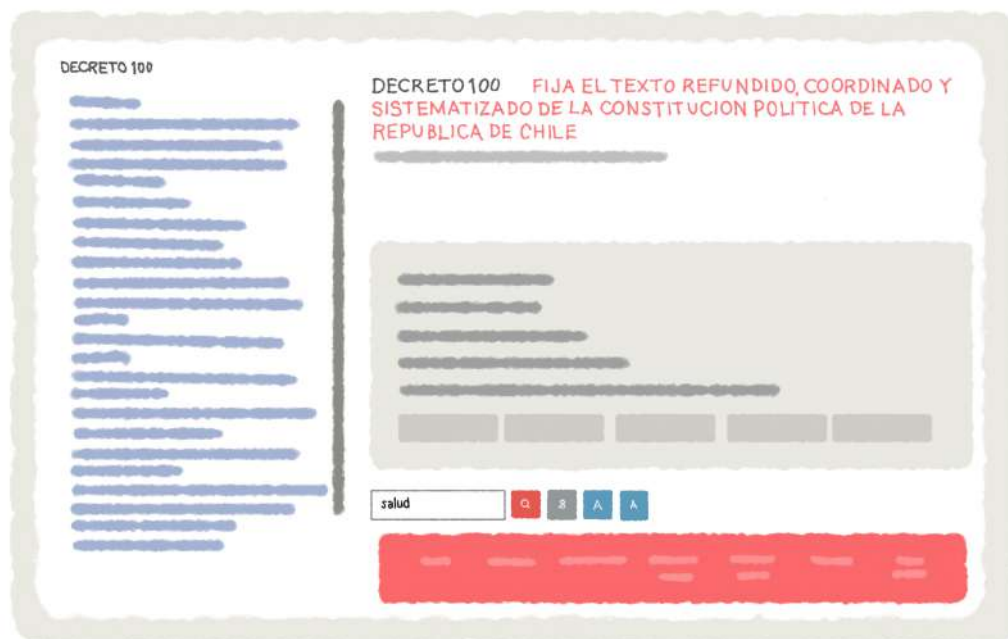 DECRETO 100
DECRETO 100 FIJA EL TEXTO REFUNDIDO, COORDINADO Y
SISTEMATIZADO DE LA CONSTITUCION POLITICA DE LA
REPUBLICA DE CHILE
salud
A
A